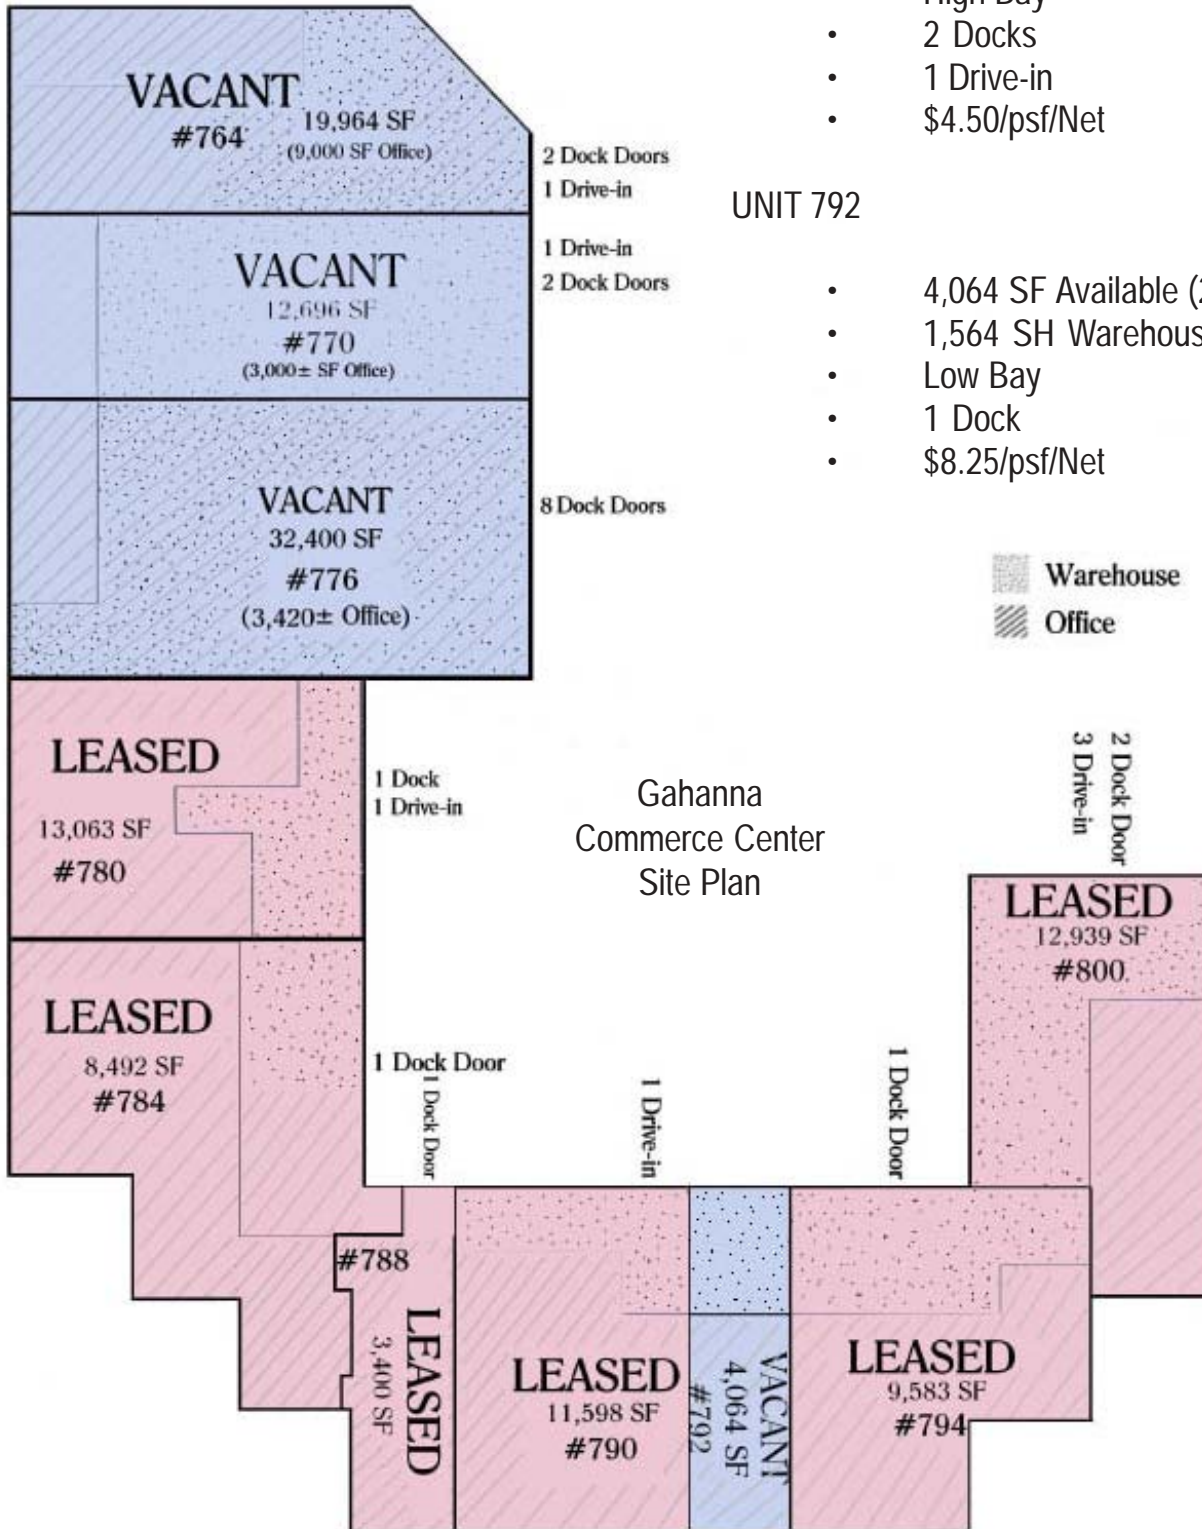 High Bay
• 2 Docks
• 1 Drive-in
• $4.50/psf/Net
UNIT 792
• 4,064 SF Available (2
• 1,564 SH Warehous
• Low Bay
• 1 Dock
• $8.25/psf/Net
VACANT
#764
19,964 SF
(9,000 SF Office)
2 Dock Doors
1 Drive-in
VACANT
12,696 SF
#770
(3,000± SF Office)
1 Drive-in
2 Dock Doors
VACANT
32,400 SF
#776
(3,420± Office)
8 Dock Doors
Warehouse
Office
LEASED
13,063 SF
#780
1 Dock
1 Drive-in
Gahanna
Commerce Center
Site Plan
2 Dock Door
3 Drive-in
LEASED
12,939 SF
#800
LEASED
8,492 SF
#784
1 Dock Door
1 Dock Door
1 Drive-in
1 Dock Door
#788
LEASED
3,400 SF
LEASED
11,598 SF
#790
VACANT
4,064 SF
#792
LEASED
9,583 SF
#794